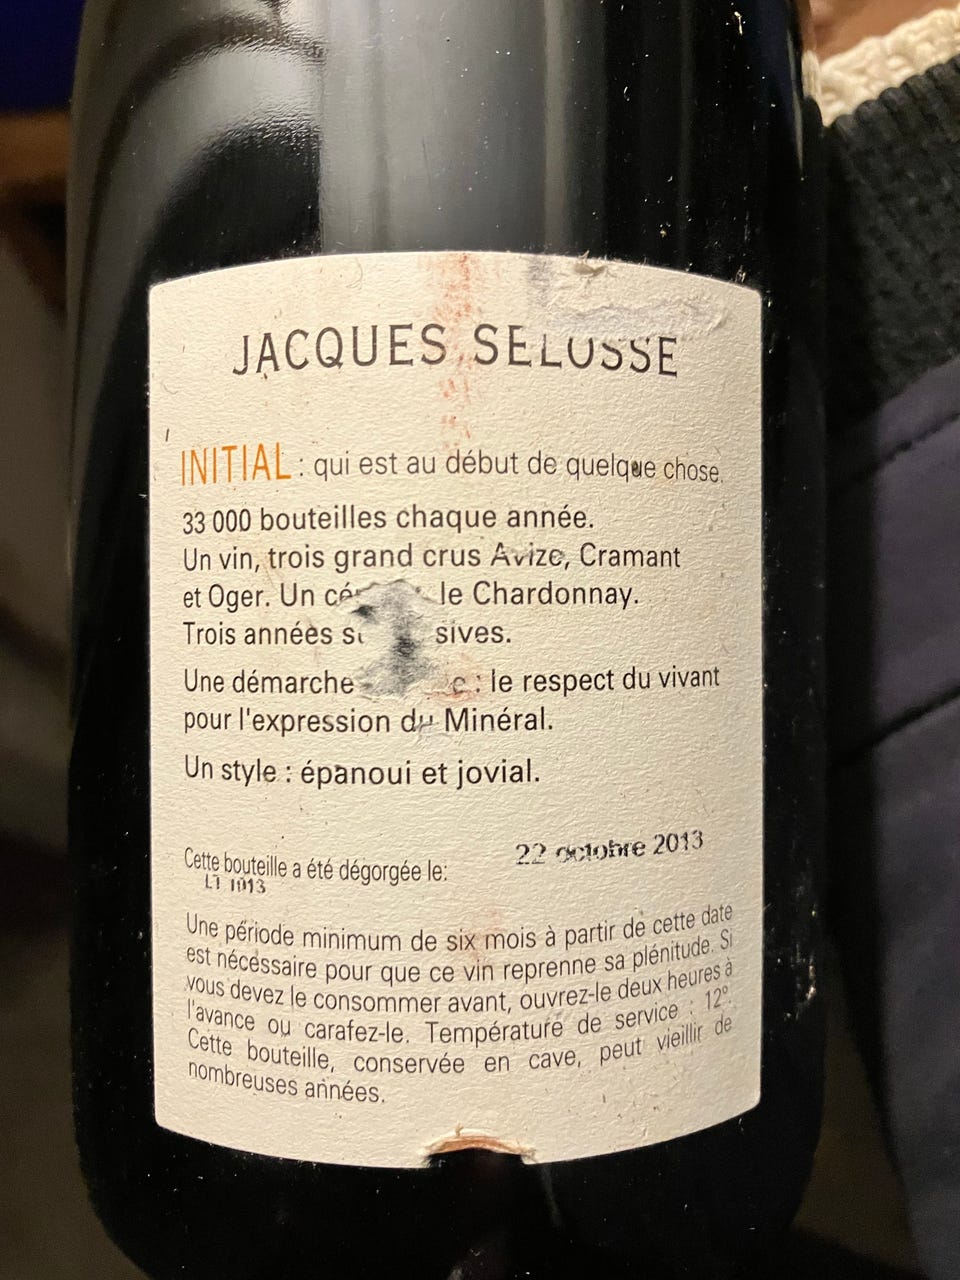 JACQUES SELOSSE
INITIAL : qui est au début de quelque chose.
33 000 bouteilles chaque année.
Un vin, trois grand crus Avize, Cramant
et Oger. Un le Chardonnay.
Trois années
Une démarche : le respect du vivant
pour l'expression du Minéral.
Un style : épanoui et jovial.
Cette bouteille a été dégorgée le: 22 octobre 2013
LT 1013
Une période minimum de six mois à partir de cette date
est nécessaire pour que ce vin reprenne sa plénitude. Si
vous devez le consommer avant, ouvrez-le deux heures à
l'avance ou carafez-le. Température de service : 12°.
Cette bouteille, conservée en cave, peut vieillir de
nombreuses années.